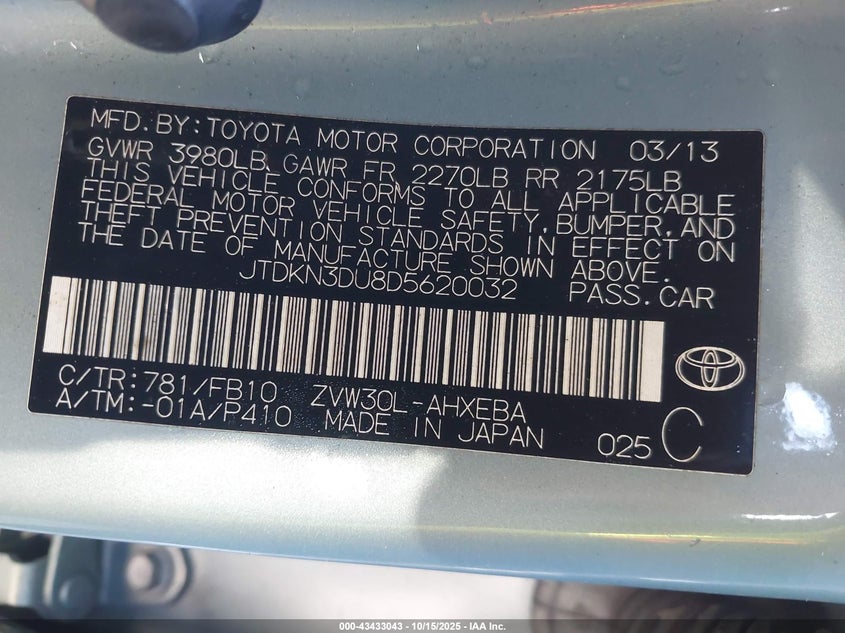 MFD.BY:TOYOTA MOTOR CORPORATION 03/13
GVWR 3980LB GAWR FR 2270LB RR 2175LB
THIS VEHICLE CONFORMS TO ALL APPLICABLE
FEDERAL MOTOR VEHICLE SAFETY,BUMPER,AND
THEFT PREVENTION STANDARDS IN EFFECT ON
THE DATE OF MANUFACTURE SHOWN ABOVE.
JTDKN3DU8D5620032 PASS.CAR
C/TR:781/FB10 ZVW30L-AHXEBA
A/TM:-01A/P410 MADE IN JAPAN 025 C
000-43433043 - 10/15/2025 - IAA Inc.